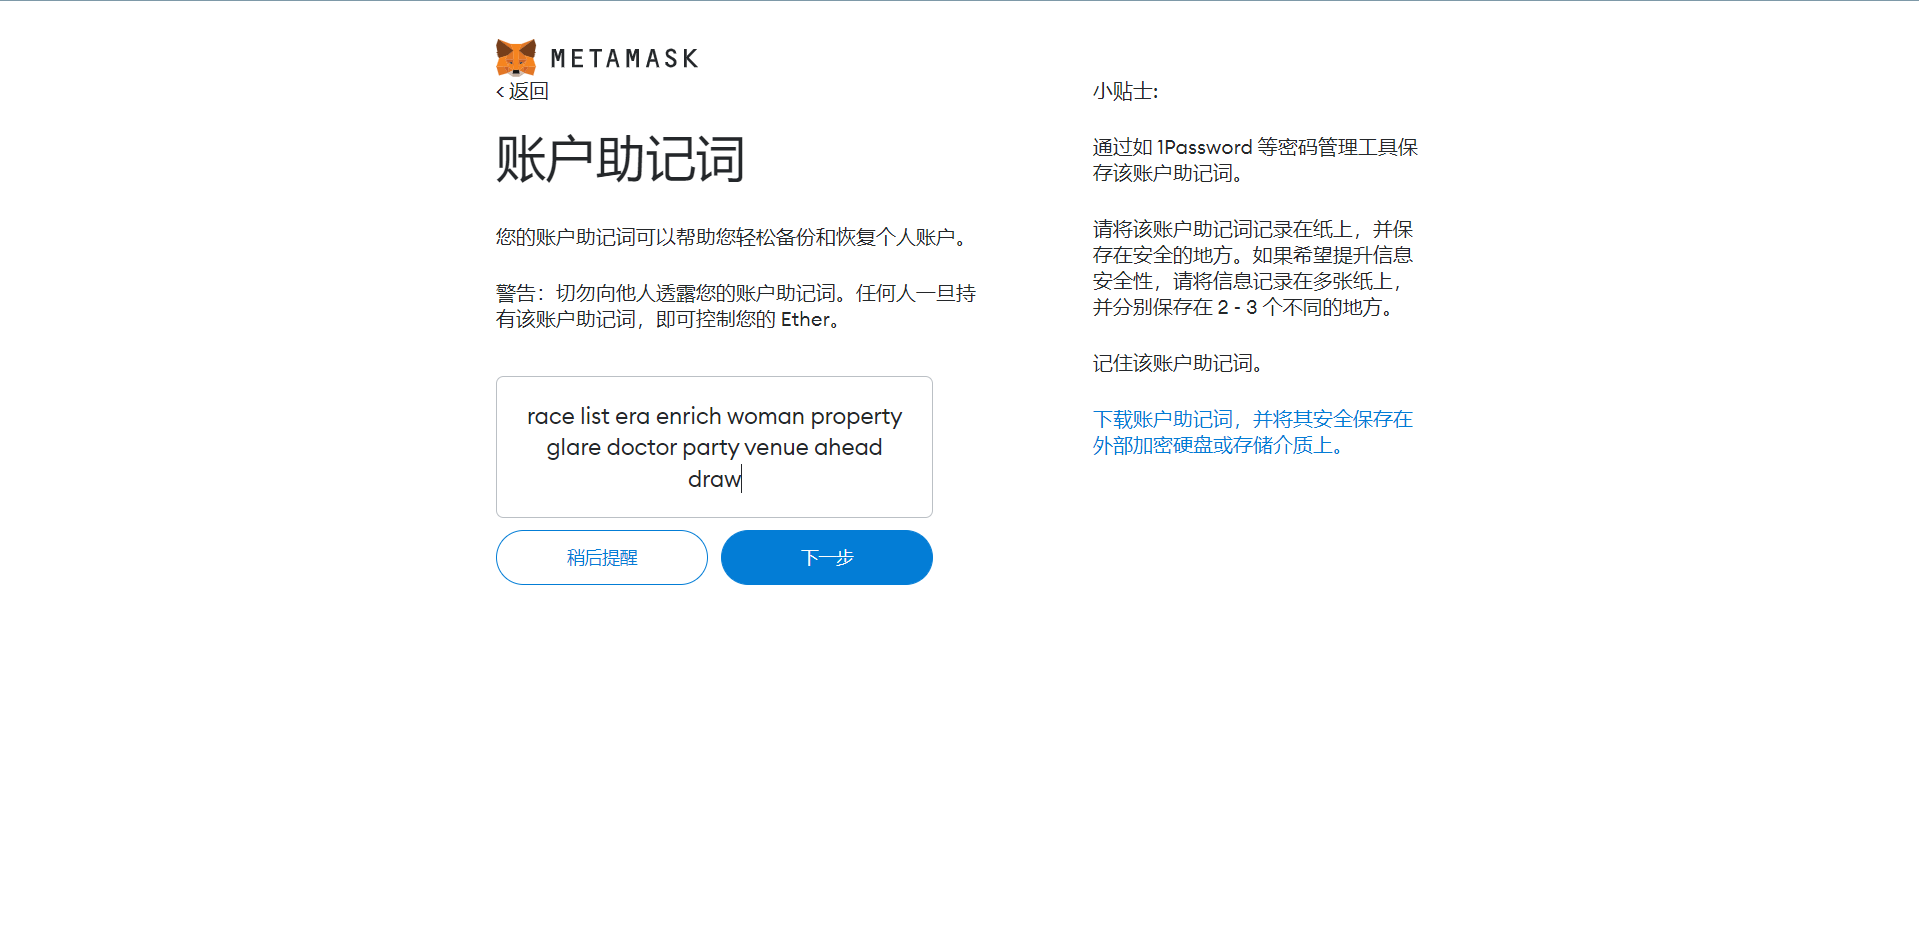 METAMASK
< 返回
账户助记词
您的账户助记词可以帮助您轻松备份和恢复个人账户。
警告：切勿向他人透露您的账户助记词。任何人一旦持
有该账户助记词，即可控制您的 Ether。
race list era enrich woman property
glare doctor party venue ahead
draw
稍后提醒
下一步
小贴士:
通过如 1Password 等密码管理工具保
存该账户助记词。
请将该账户助记词记录在纸上，并保
存在安全的地方。如果希望提升信息
安全性，请将信息记录在多张纸上，
并分别保存在 2 - 3 个不同的地方。
记住该账户助记词。
下载账户助记词，并将其安全保存在
外部加密硬盘或存储介质上。